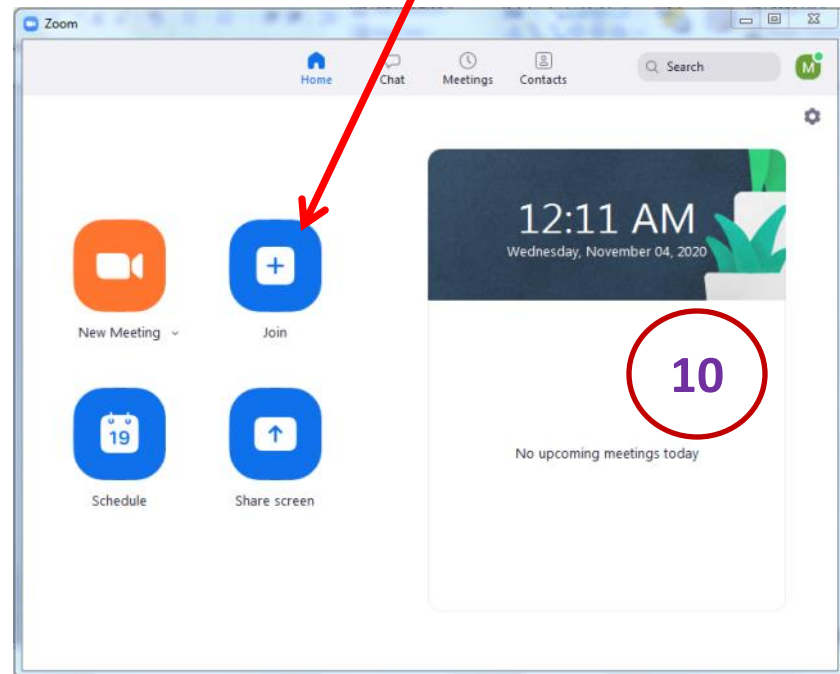 Zoom
Home
Chat
Meetings
Contacts
Search
M
12:11 AM
Wednesday, November 04, 2020
New Meeting
Join
10
19
No upcoming meetings today
Schedule
Share screen